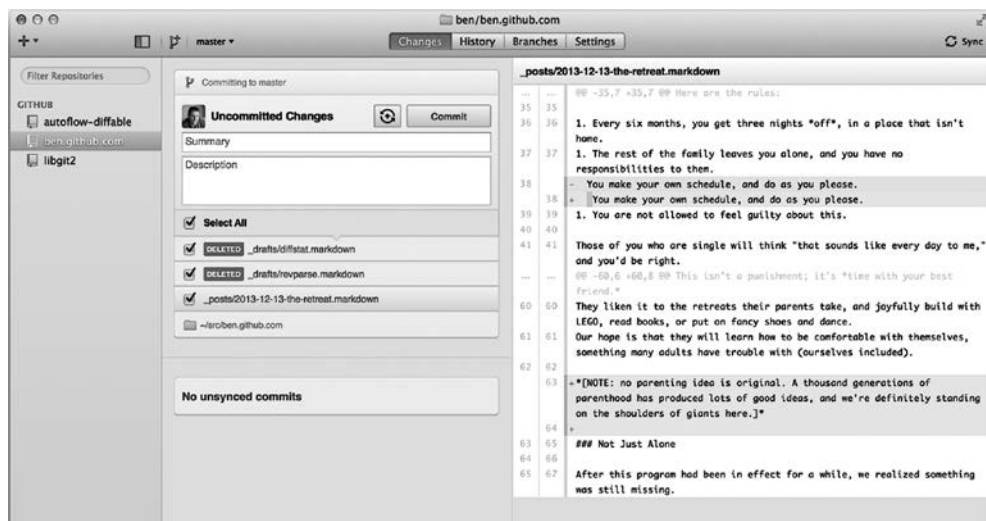 ben/ben.github.com
master
Changes History Branches Settings
Sync
Filter Repositories
GITHUB
autoflow-diffable
ben.github.com
libgit2
Committing to master
Uncommitted Changes
Commit
Summary
Description
Select All
DELETED _drafts/diffstat.markdown
DELETED _drafts/revparse.markdown
_posts/2013-12-13-the-retreat.markdown
~/src/ben.github.com
No unsynced commits
_posts/2013-12-13-the-retreat.markdown
... ... @@ -35,7 +35,7 @@ Here are the rules:
35 35
36 36 1. Every six months, you get three nights *off*, in a place that isn't
home.
37 37 1. The rest of the family leaves you alone, and you have no
responsibilities to them.
38 - You make your own schedule, and do as you please.
38 + You make your own schedule, and do as you please.
39 39 1. You are not allowed to feel guilty about this.
40 40
41 41 Those of you who are single will think "that sounds like every day to me,"
and you'd be right.
... ... @@ -60,6 +60,8 @@ This isn't a punishment; it's *time with your best
friend.*
60 60 They liken it to the retreats their parents take, and joyfully build with
LEGO, read books, or put on fancy shoes and dance.
61 61 Our hope is that they will learn how to be comfortable with themselves,
something many adults have trouble with (ourselves included).
62 62
63 +*[NOTE: no parenting idea is original. A thousand generations of
parenthood has produced lots of good ideas, and we're definitely standing
on the shoulders of giants here.]*
64 +
63 65 ### Not Just Alone
64 66
65 67 After this program had been in effect for a while, we realized something
was still missing.